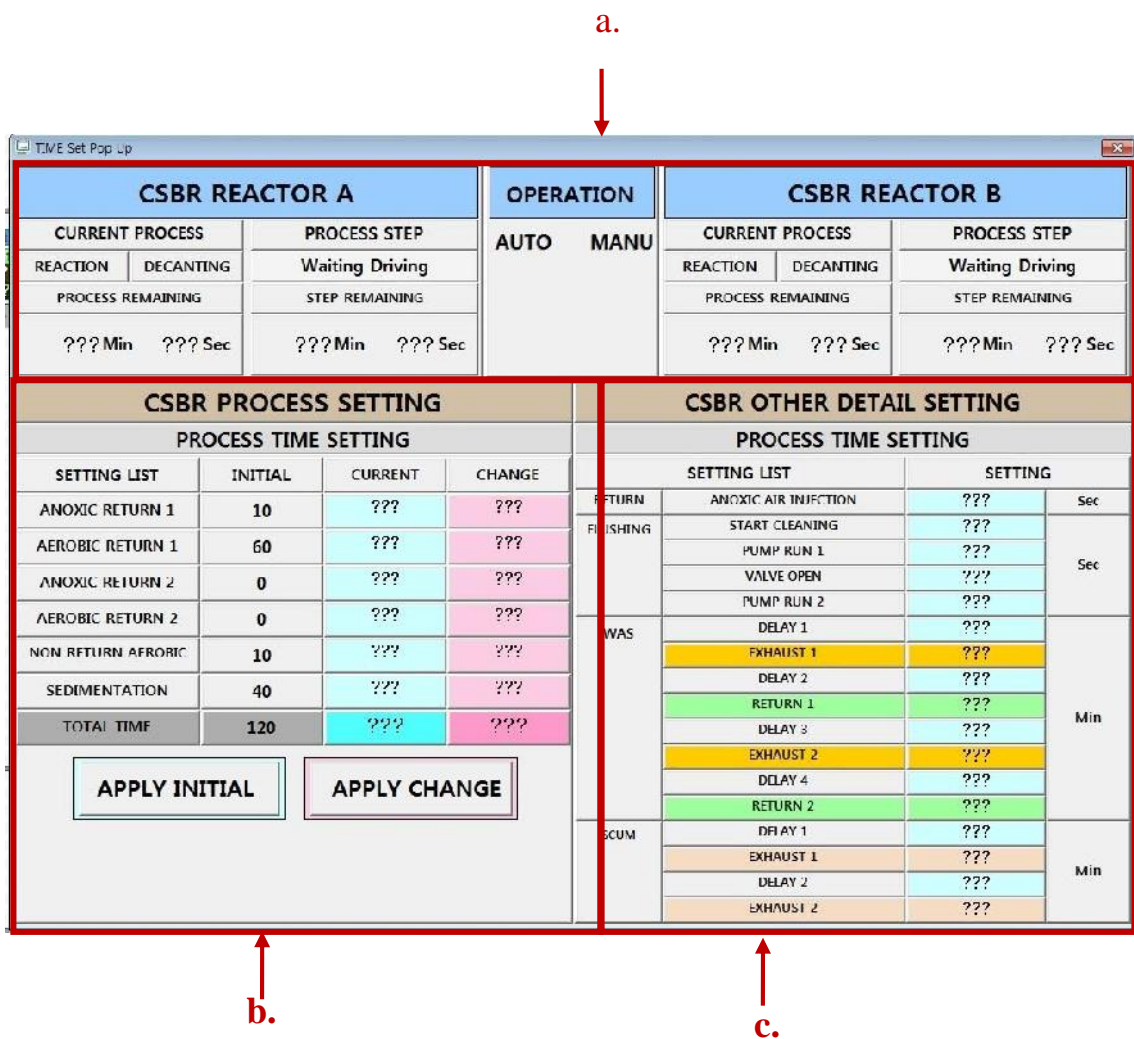 a.
TIME Set Pop Up
CSBR REACTOR A OPERATION CSBR REACTOR B
CURRENT PROCESS PROCESS STEP AUTO MANU CURRENT PROCESS PROCESS STEP
REACTION DECANTING Waiting Driving REACTION DECANTING Waiting Driving
PROCESS REMAINING STEP REMAINING PROCESS REMAINING STEP REMAINING
???Min ???Sec ???Min ???Sec ???Min ???Sec ???Min ???Sec
CSBR PROCESS SETTING
PROCESS TIME SETTING
SETTING LIST INITIAL CURRENT CHANGE
ANOXIC RETURN 1 10 ??? ???
AEROBIC RETURN 1 60 ??? ???
ANOXIC RETURN 2 0 ??? ???
AEROBIC RETURN 2 0 ??? ???
NON RETURN AEROBIC 10 ??? ???
SEDIMENTATION 40 ??? ???
TOTAL TIME 120 ??? ???
APPLY INITIAL APPLY CHANGE
CSBR OTHER DETAIL SETTING
PROCESS TIME SETTING
SETTING LIST SETTING
RETURN ANOXIC AIR INJECTION ??? Sec
FINISHING START CLEANING ???
PUMP RUN 1 ???
Sec
VALVE OPEN ???
PUMP RUN 2 ???
WAS DELAY 1 ???
EXHAUST 1 ???
DELAY 2 ???
RETURN 1 ???
Min
DELAY 3 ???
EXHAUST 2 ???
DELAY 4 ???
RETURN 2 ???
SCUM DELAY 1 ???
EXHAUST 1 ???
Min
DELAY 2 ???
EXHAUST 2 ???
b.
c.